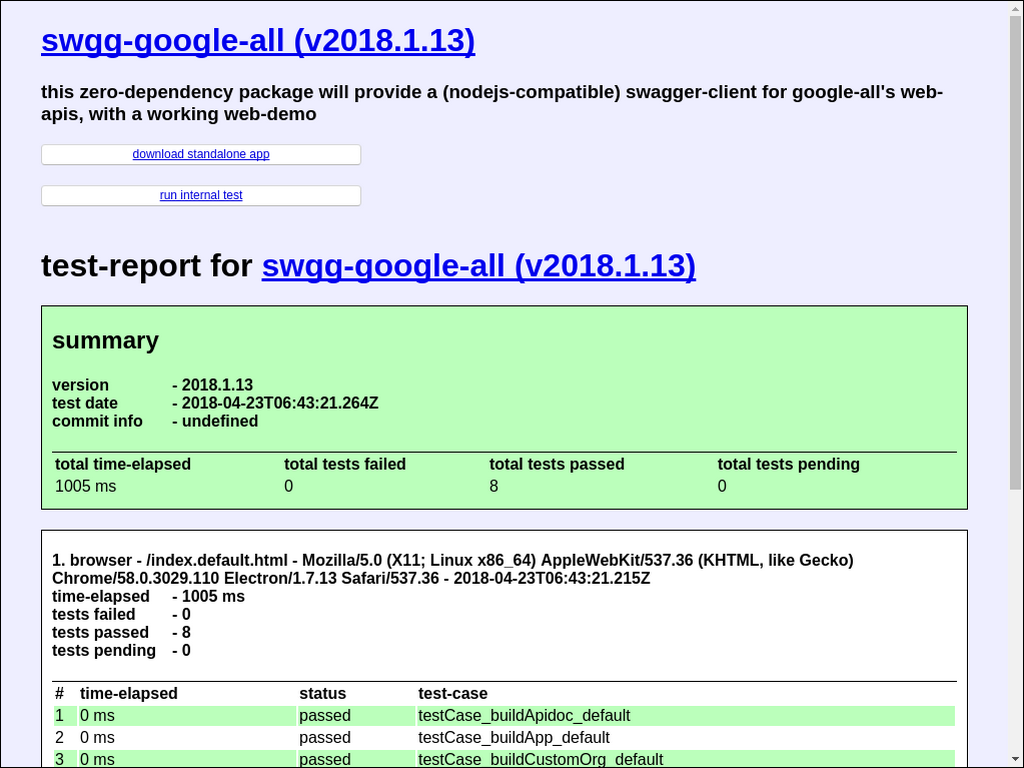 swgg-google-all (v2018.1.13)
this zero-dependency package will provide a (nodejs-compatible) swagger-client for google-all's web-
apis, with a working web-demo
download standalone app
run internal test
test-report for swgg-google-all (v2018.1.13)
summary
version - 2018.1.13
test date - 2018-04-23T06:43:21.264Z
commit info - undefined
total time-elapsed total tests failed total tests passed total tests pending
1005 ms 0 8 0
1. browser - /index.default.html - Mozilla/5.0 (X11; Linux x86_64) AppleWebKit/537.36 (KHTML, like Gecko)
Chrome/58.0.3029.110 Electron/1.7.13 Safari/537.36 - 2018-04-23T06:43:21.215Z
time-elapsed - 1005 ms
tests failed - 0
tests passed - 8
tests pending - 0
# time-elapsed status test-case
1 0 ms passed testCase_buildApidoc_default
2 0 ms passed testCase_buildApp_default
3 0 ms passed testCase_buildCustomOrg_default